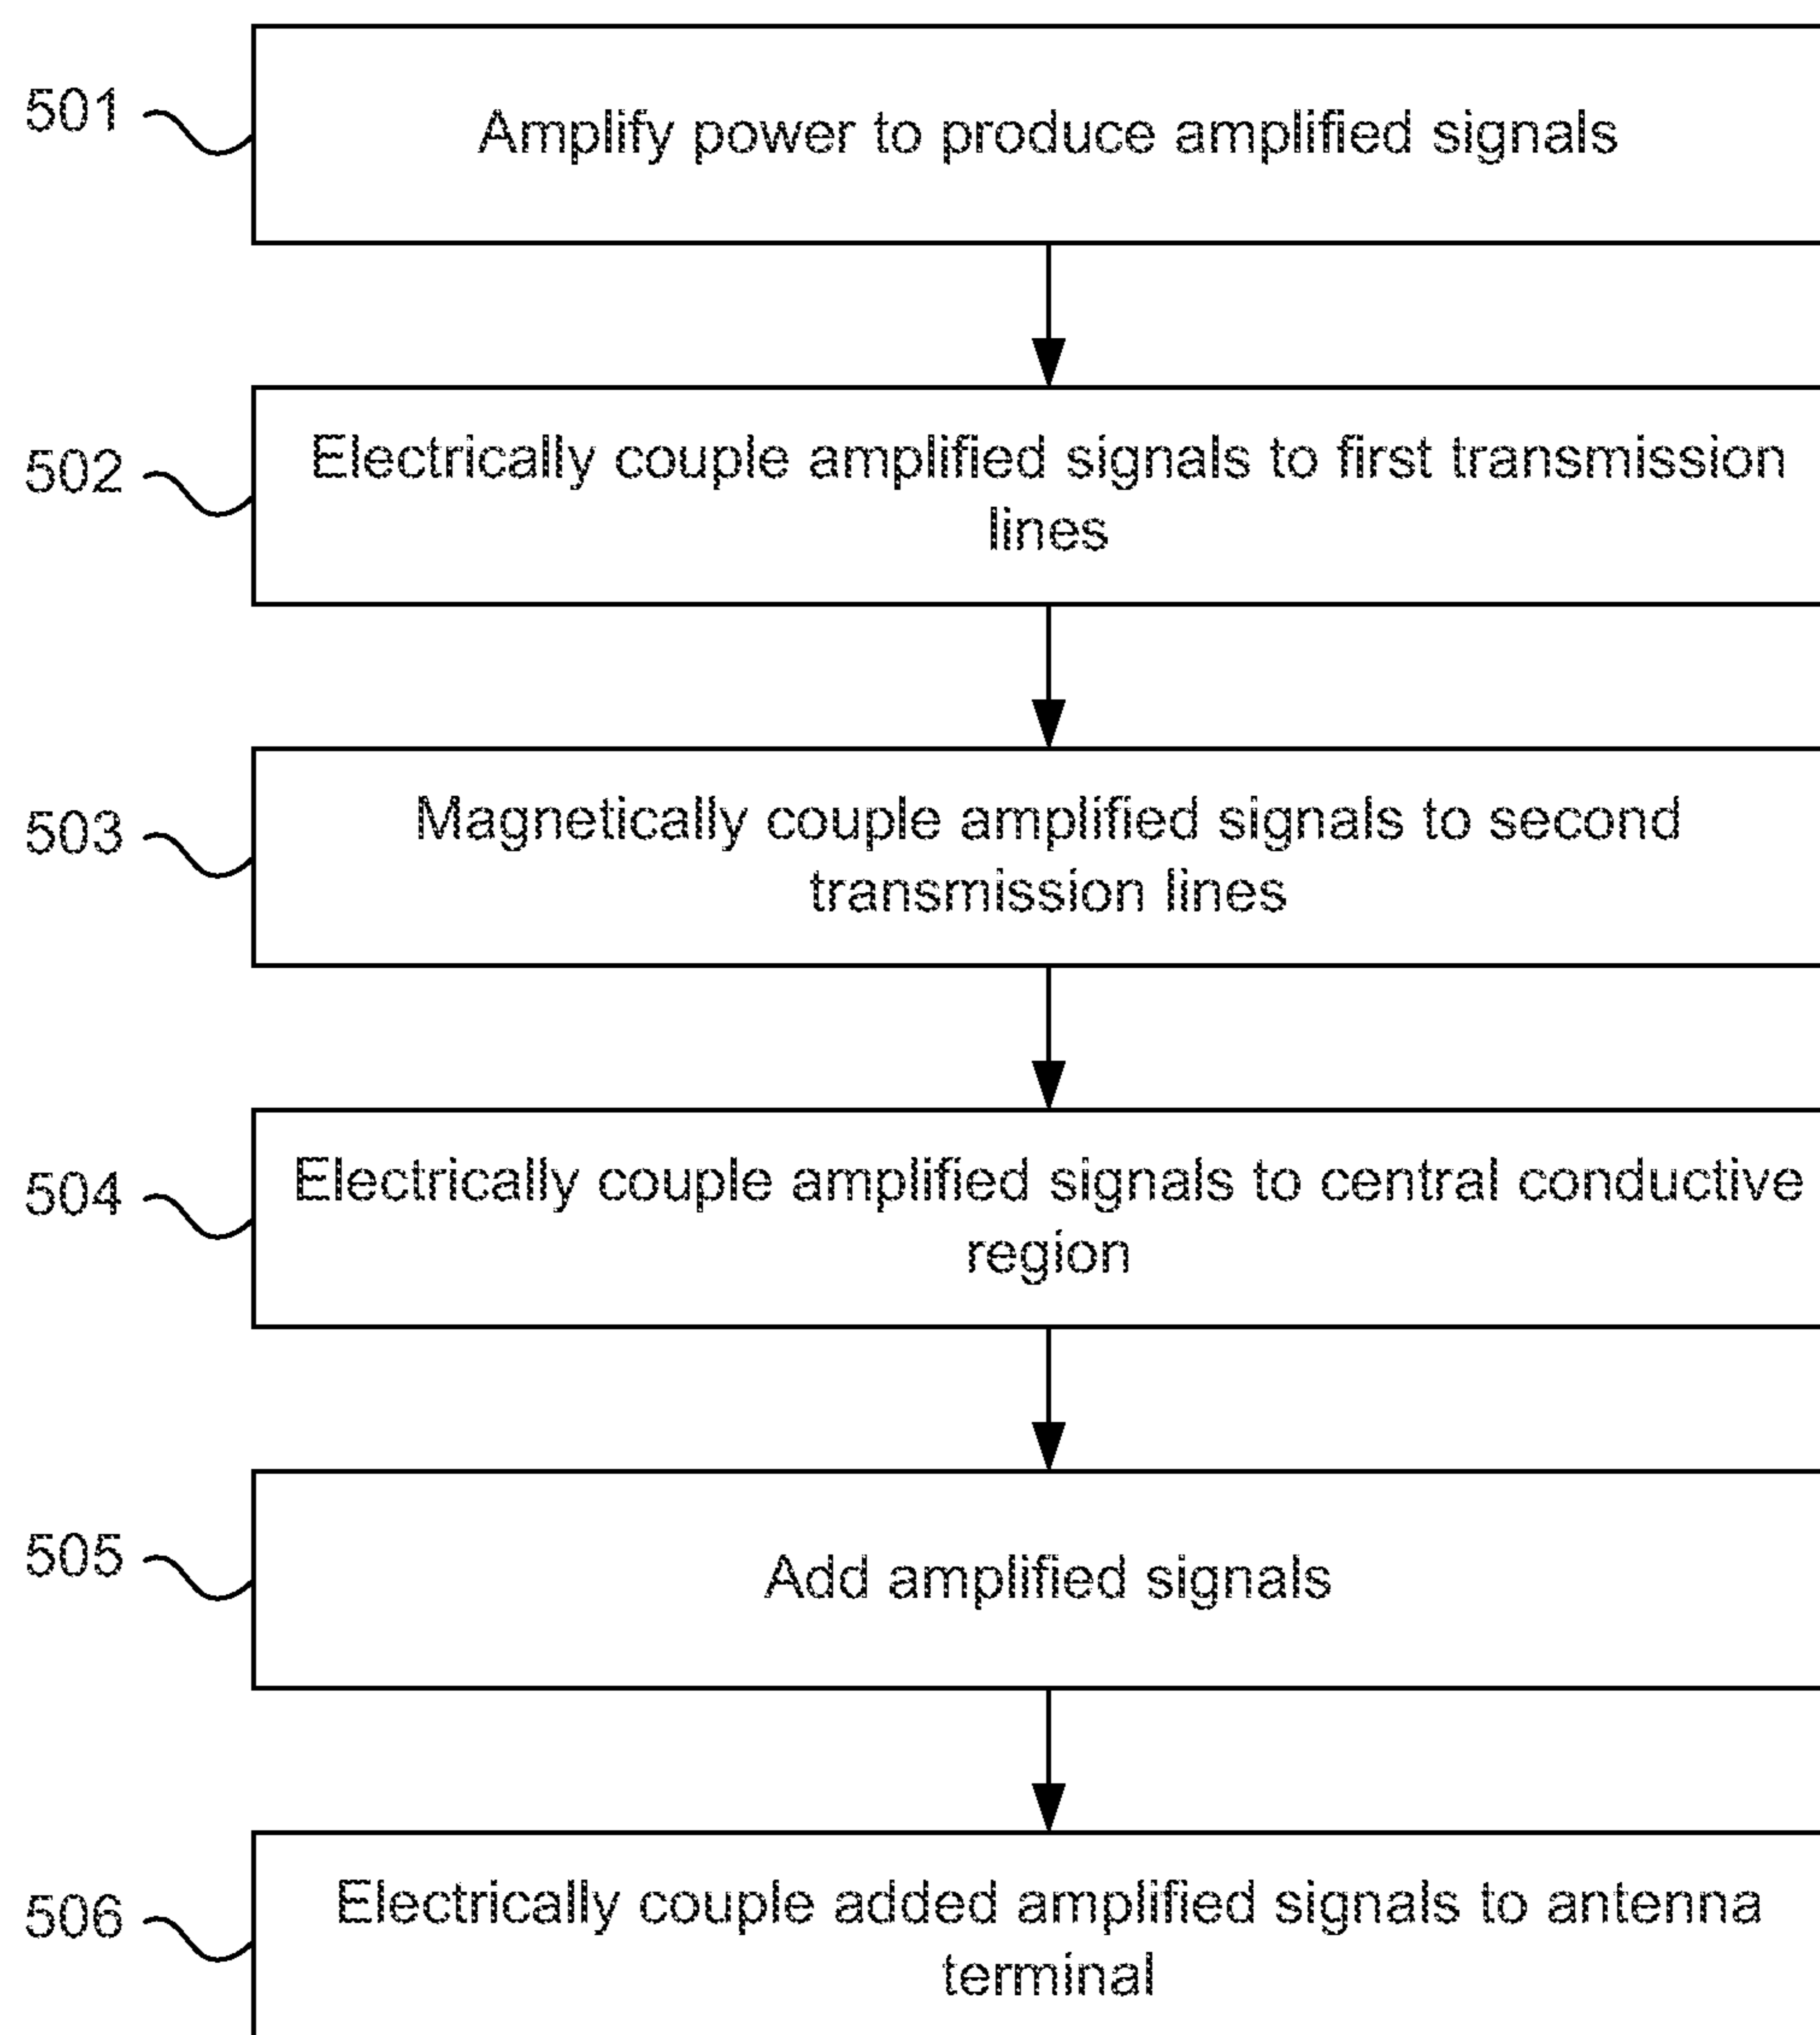 501
Amplify power to produce amplified signals
502
Electrically couple amplified signals to first transmission
lines
503
Magnetically couple amplified signals to second
transmission lines
504
Electrically couple amplified signals to central conductive
region
505
Add amplified signals
506
Electrically couple added amplified signals to antenna
terminal